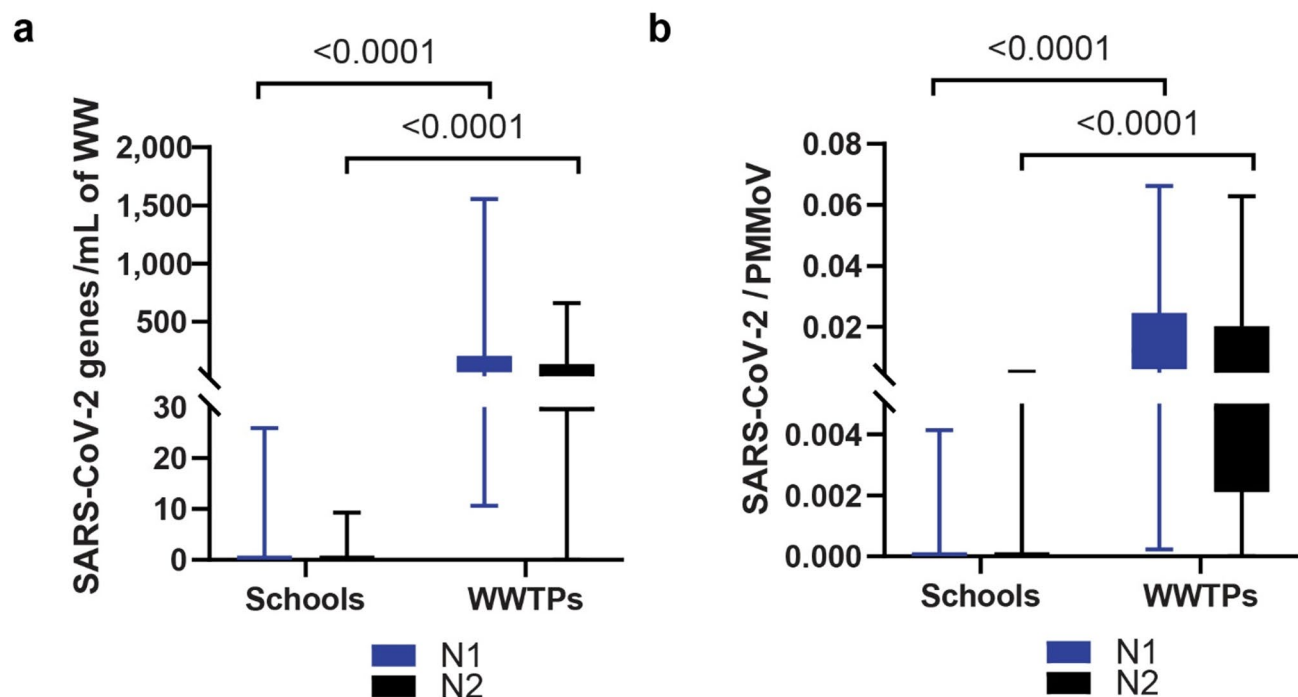 a
<0.0001
<0.0001
SARS-CoV-2 genes/mL of WW
2,000
1,500
1,000
500
30
20
10
0
Schools
WWTPs
N1
N2
b
<0.0001
<0.0001
SARS-CoV-2 / PMMoV
0.08
0.06
0.04
0.02
0.004
0.002
0.000
Schools
WWTPs
N1
N2